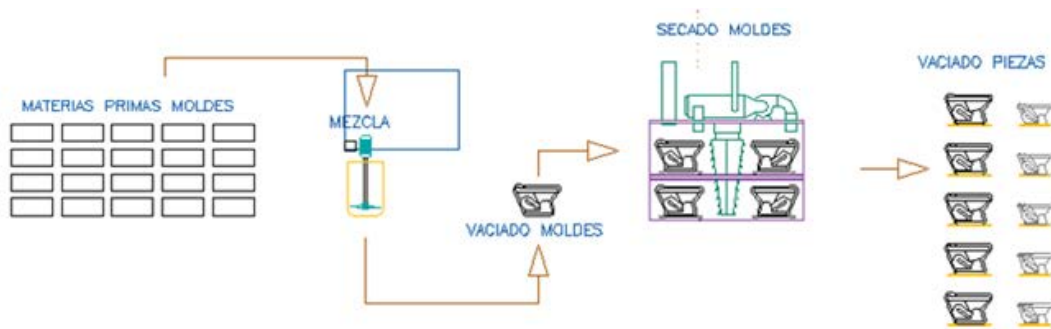 SECADO MOLDES
VACIADO PIEZAS
MATERIAS PRIMAS MOLDES
MEZCLA
VACIADO MOLDES